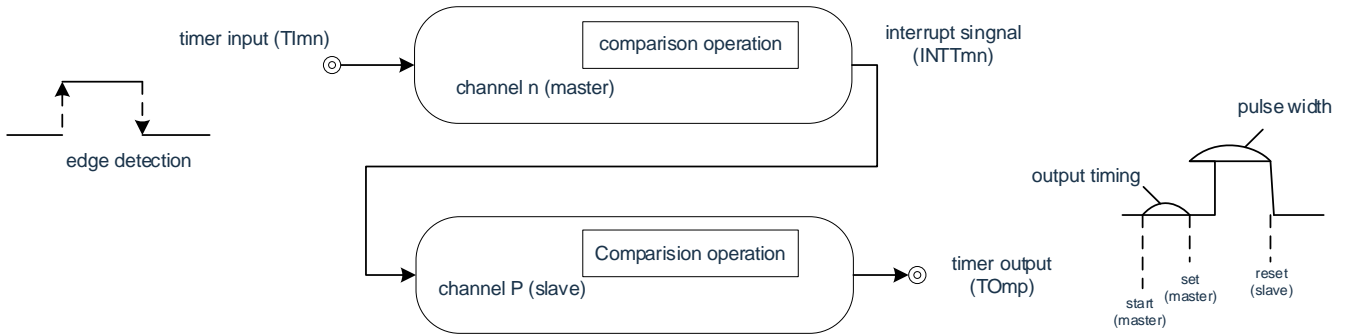 timer input (TImn)
comparison operation
channel n (master)
interrupt singnal
(INTTmn)
edge detection
pulse width
output timing
Comparision operation
channel P (slave)
timer output
(TOmp)
start
(master)
set
(master)
reset
(slave)